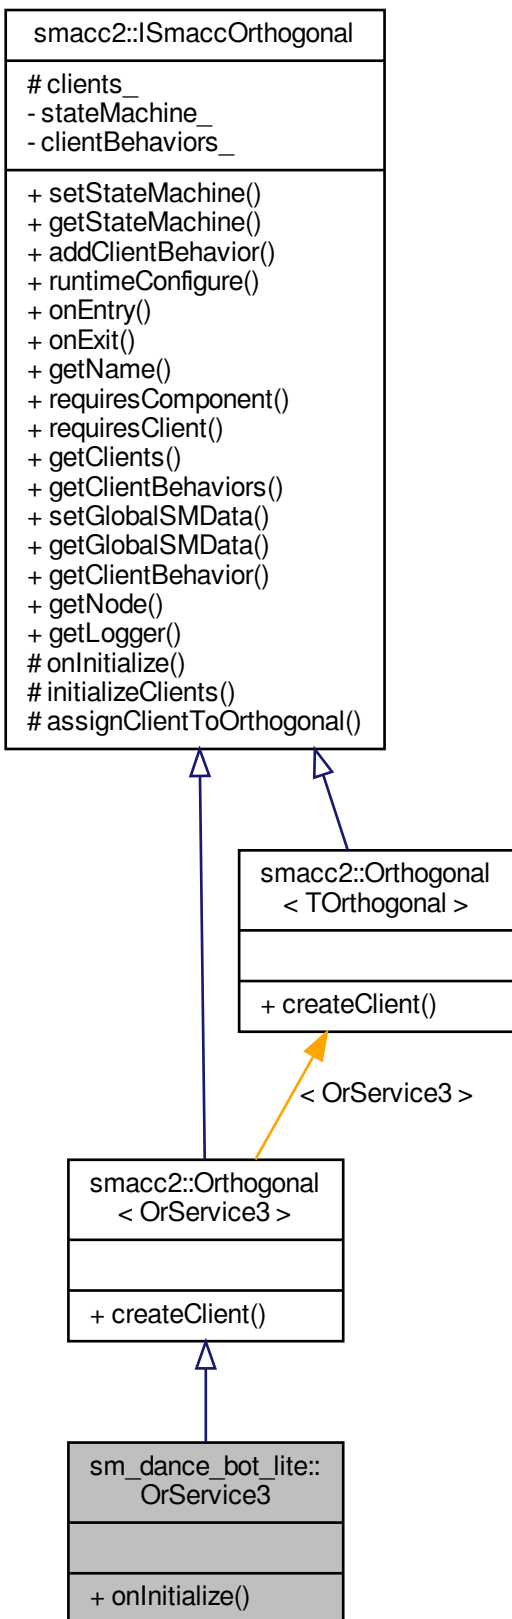 smacc2::ISmaccOrthogonal
# clients_
- stateMachine_
- clientBehaviors_
+ setStateMachine()
+ getStateMachine()
+ addClientBehavior()
+ runtimeConfigure()
+ onEntry()
+ onExit()
+ getName()
+ requiresComponent()
+ requiresClient()
+ getClients()
+ getClientBehaviors()
+ setGlobalSMData()
+ getGlobalSMData()
+ getClientBehavior()
+ getNode()
+ getLogger()
# onInitialize()
# initializeClients()
# assignClientToOrthogonal()
smacc2::Orthogonal
< TOrthogonal >
+ createClient()
< OrService3 >
smacc2::Orthogonal
< OrService3 >
+ createClient()
sm_dance_bot_lite::
OrService3
+ onInitialize()